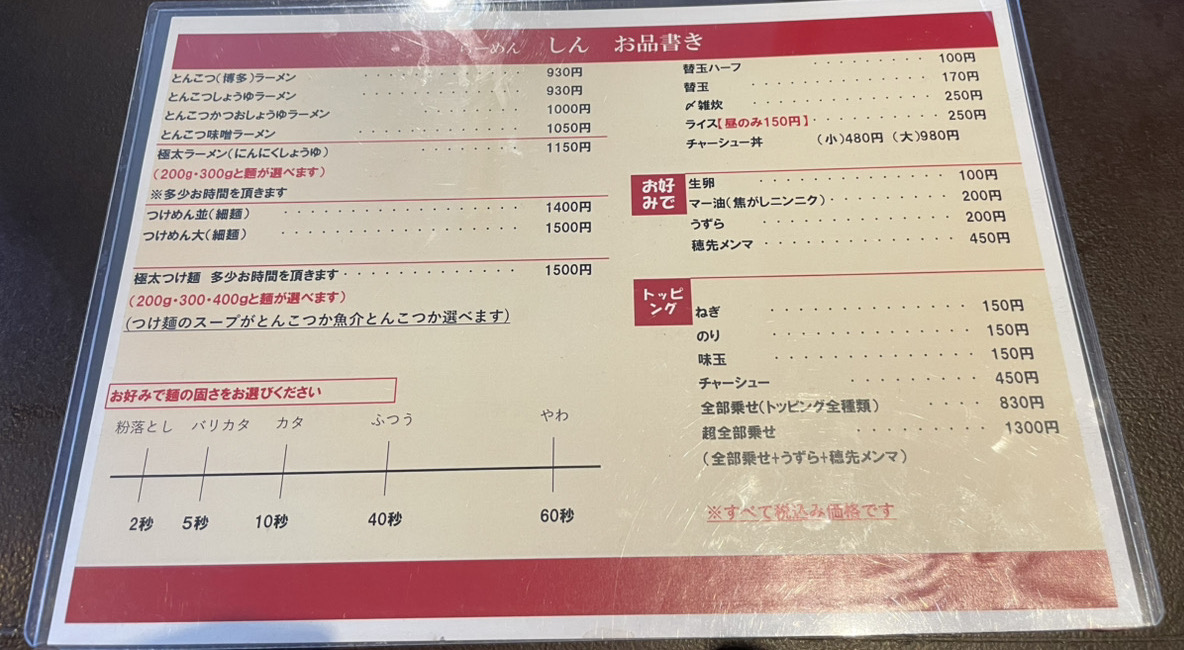 らーめん しん お品書き
とんこつ(博多)ラーメン ・・・・・・・・・・・ 930円
とんこつしょうゆラーメン ・・・・・・・・・・ 930円
とんこつかつおしょうゆラーメン ・・・・・・・・ 1000円
とんこつ味噌ラーメン ・・・・・・・・・・・・ 1050円
極太ラーメン(にんにくしょうゆ) ・・・・・・・ 1150円
(200g・300gと麺が選べます)
※多少お時間を頂きます
つけめん並(細麺) ・・・・・・・・・・・・・・・ 1400円
つけめん大(細麺) ・・・・・・・・・・・・・・・ 1500円
極太つけ麺 多少お時間を頂きます・・・・・・・・・・・ 1500円
(200g・300・400gと麺が選べます)
(つけ麺のスープがとんこつか魚介とんこつか選べます)
お好みで麺の固さをお選びください
粉落とし バリカタ カタ ふつう やわ
2秒 5秒 10秒 40秒 60秒
替玉ハーフ ・・・・・・・・ 100円
替玉 ・・・・・・・・・・・・ 170円
〆雑炊 ・・・・・・・・・・・・ 250円
ライス【昼のみ150円】・・・・・・・・・ 250円
チャーシュー丼 (小)480円 (大)980円
お好みで
生卵 ・・・・・・・・・・・・ 100円
マー油(焦がしニンニク)・・・・・・・・ 200円
うずら ・・・・・・・・・・・・ 200円
穂先メンマ ・・・・・・・・・・・・ 450円
トッピング
ねぎ ・・・・・・・・・・・・ 150円
のり ・・・・・・・・・・・・ 150円
味玉 ・・・・・・・・・・・・ 150円
チャーシュー ・・・・・・・・ 450円
全部乗せ(トッピング全種類) ・・・・ 830円
超全部乗せ ・・・・・・・・・ 1300円
(全部乗せ+うずら+穂先メンマ)
※すべて税込み価格です